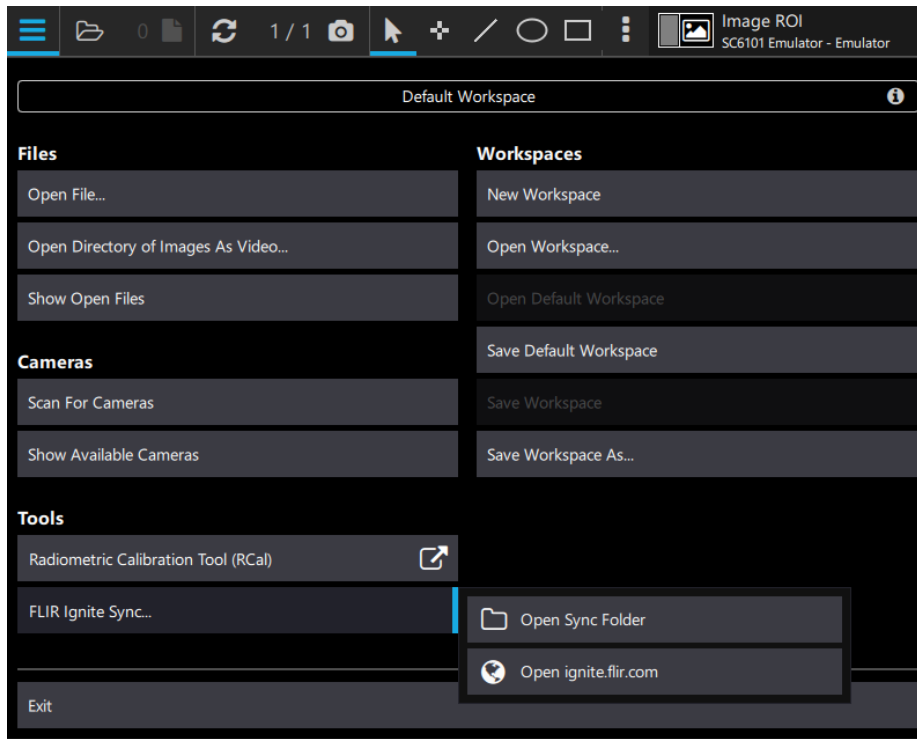 0
1 / 1
Image ROI
SC6101 Emulator - Emulator
Default Workspace
Files
Open File...
Open Directory of Images As Video...
Show Open Files
Cameras
Scan For Cameras
Show Available Cameras
Tools
Radiometric Calibration Tool (RCal)
FLIR Ignite Sync...
Open Sync Folder
Open ignite.flir.com
Exit
Workspaces
New Workspace
Open Workspace...
Open Default Workspace
Save Default Workspace
Save Workspace
Save Workspace As...